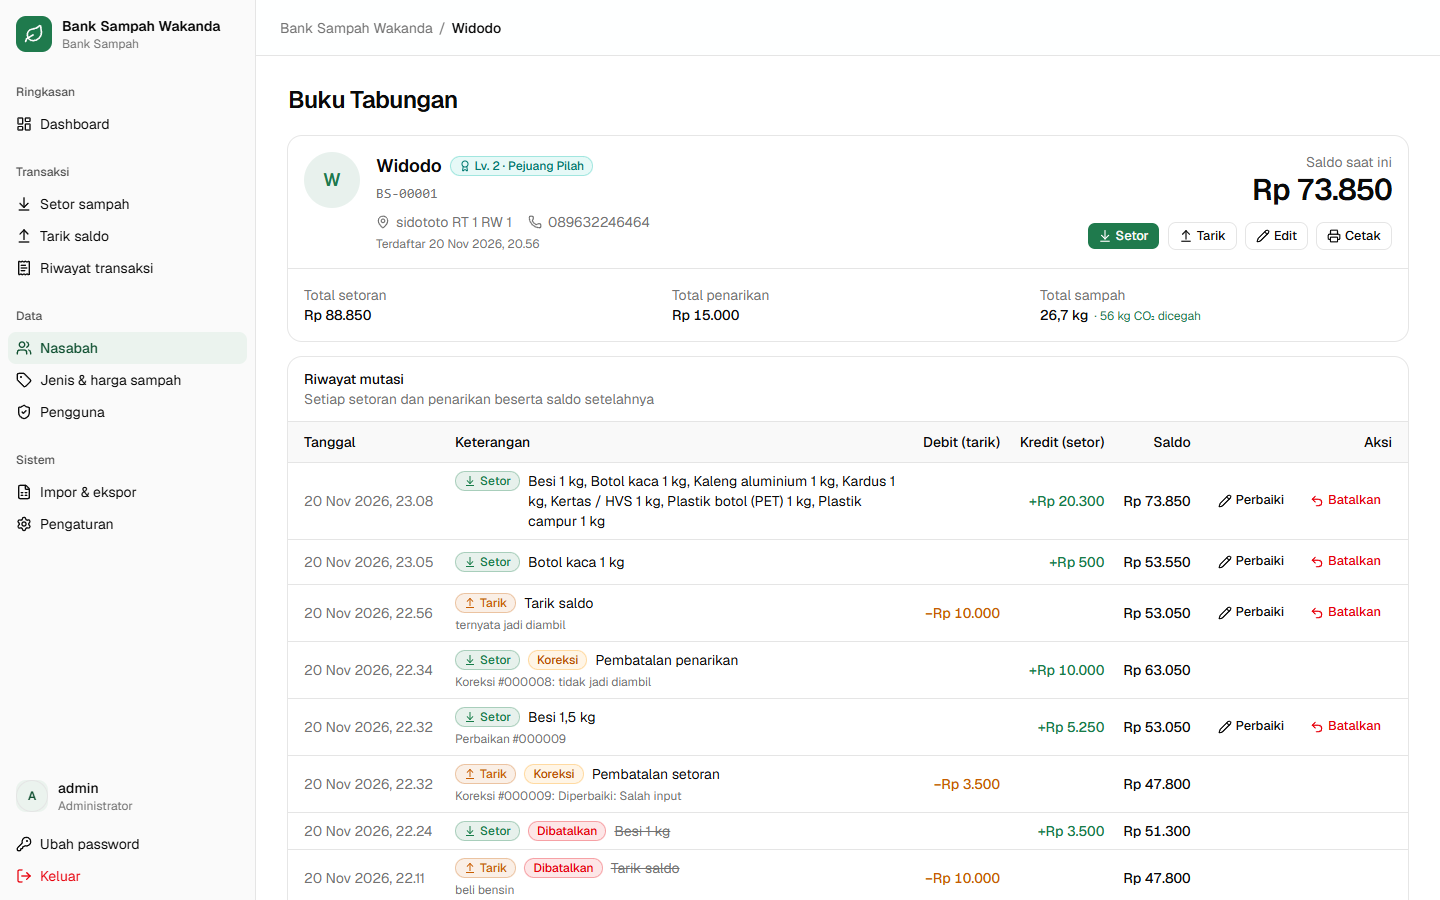 Bank Sampah Wakanda
Bank Sampah
Ringkasan
Dashboard
Transaksi
Setor sampah
Tarik saldo
Riwayat transaksi
Data
Nasabah
Jenis & harga sampah
Pengguna
Sistem
Impor & ekspor
Pengaturan
A
admin
Administrator
Ubah password
Keluar
Bank Sampah Wakanda / Widodo
Buku Tabungan
W
Widodo Lv. 2 · Pejuang Pilah
BS-00001
sidototo RT 1 RW 1 089632246464
Terdaftar 20 Nov 2026, 20.56
Saldo saat ini
Rp 73.850
Setor Tarik Edit Cetak
Total setoran
Rp 88.850
Total penarikan
Rp 15.000
Total sampah
26,7 kg · 56 kg CO₂ dicegah
Riwayat mutasi
Setiap setoran dan penarikan beserta saldo setelahnya
Tanggal Keterangan Debit (tarik) Kredit (setor) Saldo Aksi
20 Nov 2026, 23.08 Setor Besi 1 kg, Botol kaca 1 kg, Kaleng aluminium 1 kg, Kardus 1
kg, Kertas / HVS 1 kg, Plastik botol (PET) 1 kg, Plastik
campur 1 kg +Rp 20.300 Rp 73.850 Perbaiki Batalkan
20 Nov 2026, 23.05 Setor Botol kaca 1 kg +Rp 500 Rp 53.550 Perbaiki Batalkan
20 Nov 2026, 22.56 Tarik Tarik saldo −Rp 10.000 Rp 53.050 Perbaiki Batalkan
ternyata jadi diambil
20 Nov 2026, 22.34 Setor Koreksi Pembatalan penarikan +Rp 10.000 Rp 63.050
Koreksi #000008: tidak jadi diambil
20 Nov 2026, 22.32 Setor Besi 1,5 kg +Rp 5.250 Rp 53.050 Perbaiki Batalkan
Perbaikan #000009
20 Nov 2026, 22.32 Tarik Koreksi Pembatalan setoran −Rp 3.500 Rp 47.800
Koreksi #000009: Diperbaiki: Salah input
20 Nov 2026, 22.24 Setor Dibatalkan Besi 1 kg +Rp 3.500 Rp 51.300
20 Nov 2026, 22.11 Tarik Dibatalkan Tarik saldo −Rp 10.000 Rp 47.800
beli bensin